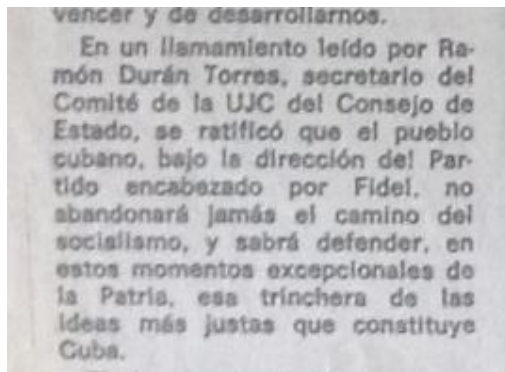 vencer y de desarrollarnos.
En un llamamiento leído por Ra-
món Durán Torres, secretario del
Comité de la UJC del Consejo de
Estado, se ratificó que el pueblo
cubano, bajo la dirección del Par-
tido encabezado por Fidel, no
abandonará jamás el camino del
socialismo, y sabrá defender, en
estos momentos excepcionales de
la Patria, esa trinchera de las
ideas más justas que constituye
Cuba.